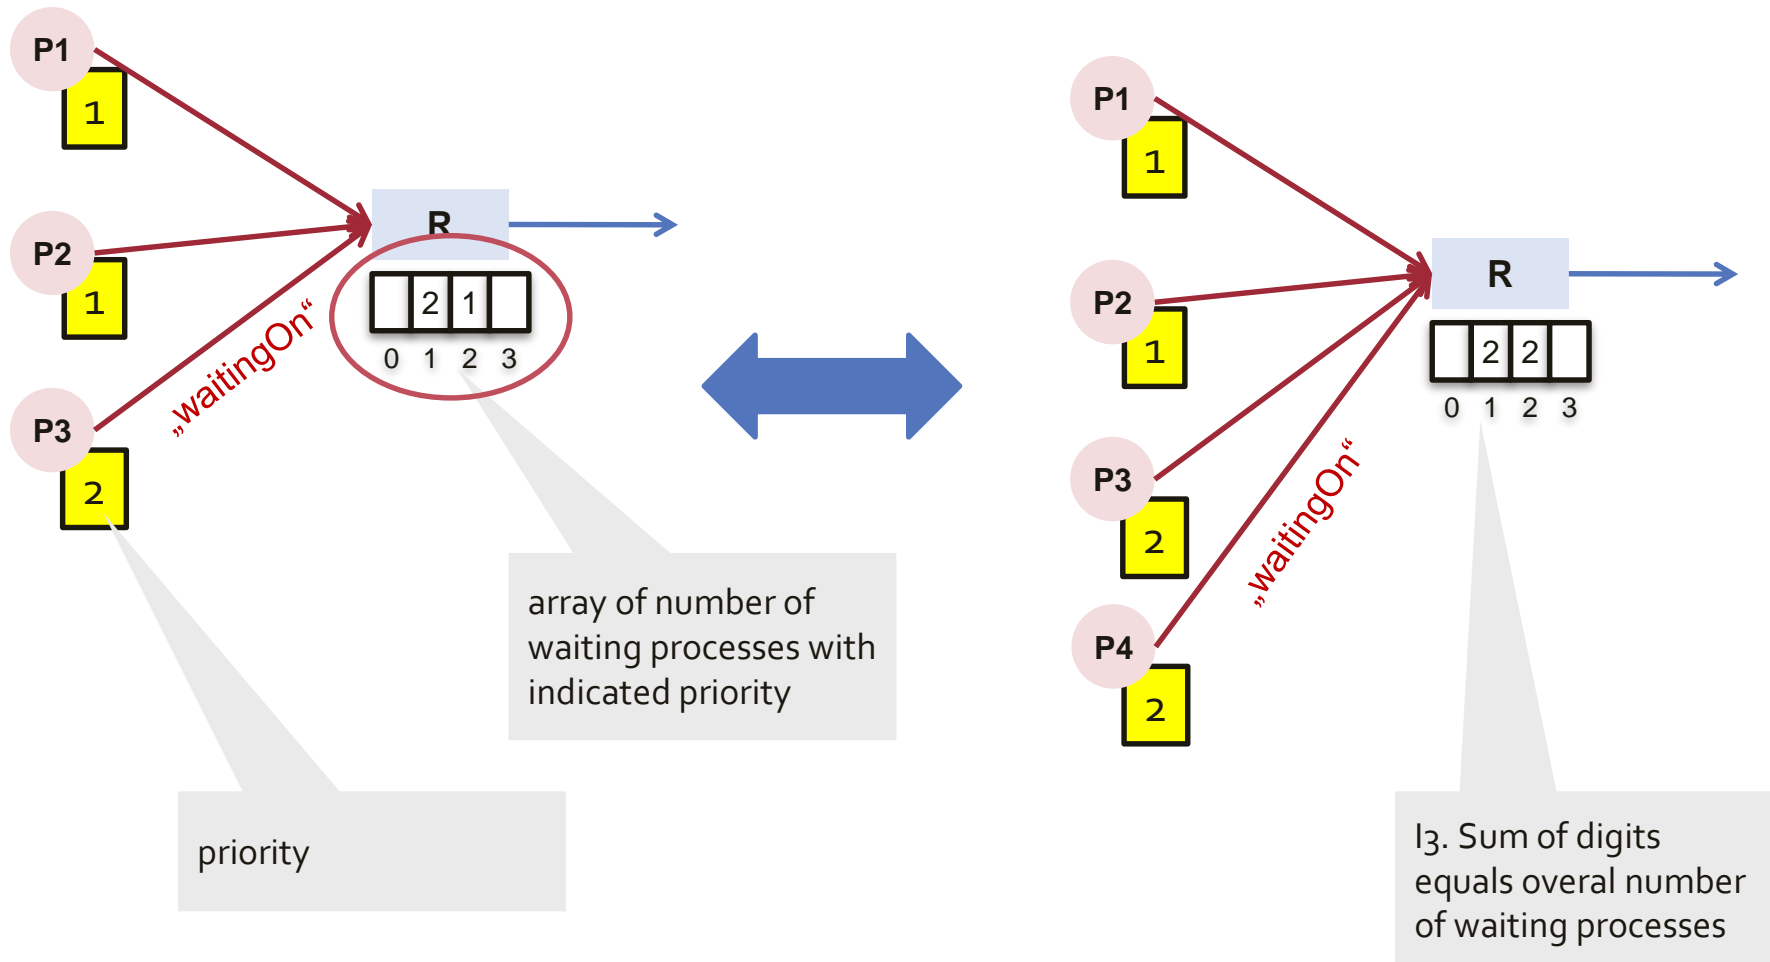 P1
1
P2
1
P3
2
„waitingOn“
R
2 1
0 1 2 3
array of number of
waiting processes with
indicated priority
priority
P1
1
P2
1
P3
2
P4
2
„waitingOn“
R
2 2
0 1 2 3
I3. Sum of digits
equals overal number
of waiting processes